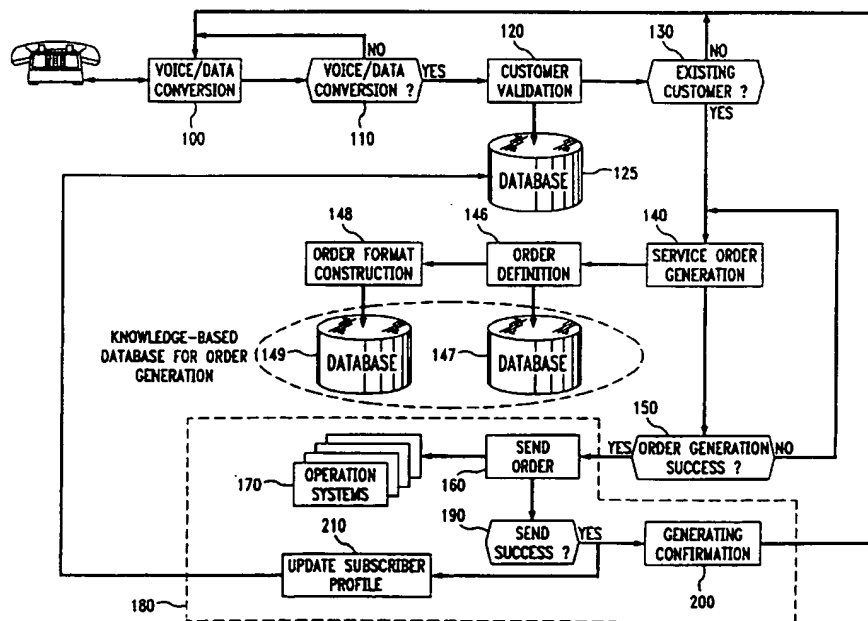 120
130
NO
NO
VOICE/DATA
CONVERSION
VOICE/DATA
CONVERSION ?
YES
CUSTOMER
VALIDATION
EXISTING
CUSTOMER ?
100
110
YES
DATABASE
125
148
146
140
ORDER FORMAT
CONSTRUCTION
ORDER
DEFINITION
SERVICE ORDER
GENERATION
KNOWLEDGE-BASED
DATABASE FOR ORDER
GENERATION
149
DATABASE
147
DATABASE
150
SEND
ORDER
YES
ORDER GENERATION
SUCCESS ?
NO
170
OPERATION
SYSTEMS
160
190
SEND
SUCCESS ?
YES
GENERATING
CONFIRMATION
210
UPDATE SUBSCRIBER
PROFILE
180
200